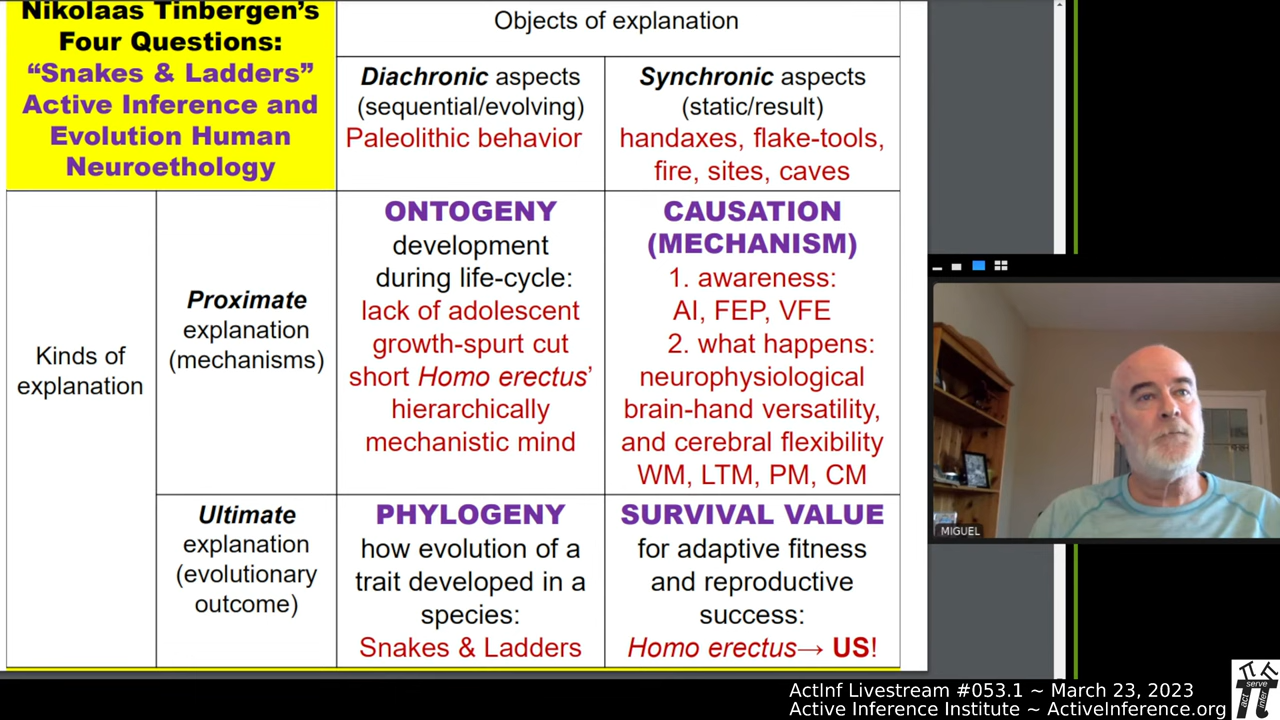 Nikolaas Tinbergen's
Four Questions:
“Snakes & Ladders”
Active Inference and
Evolution Human
Neuroethology
Objects of explanation
Diachronic aspects
(sequential/evolving)
Paleolithic behavior
Synchronic aspects
(static/result)
handaxes, flake-tools,
fire, sites, caves
Kinds of
explanation
Proximate
explanation
(mechanisms)
ONTOGENY
development
during life-cycle:
lack of adolescent
growth-spurt cut
short Homo erectus’
hierarchically
mechanistic mind
CAUSATION
(MECHANISM)
1. awareness:
AI, FEP, VFE
2. what happens:
neurophysiological
brain-hand versatility,
and cerebral flexibility
WM, LTM, PM, CM
Ultimate
explanation
(evolutionary
outcome)
PHYLOGENY
how evolution of a
trait developed in a
species:
Snakes & Ladders
SURVIVAL VALUE
for adaptive fitness
and reproductive
success:
Homo erectus→ US!
MIGUEL
ActInf Livestream #053.1 ~ March 23, 2023
Active Inference Institute ~ ActiveInference.org
serve
act
infer